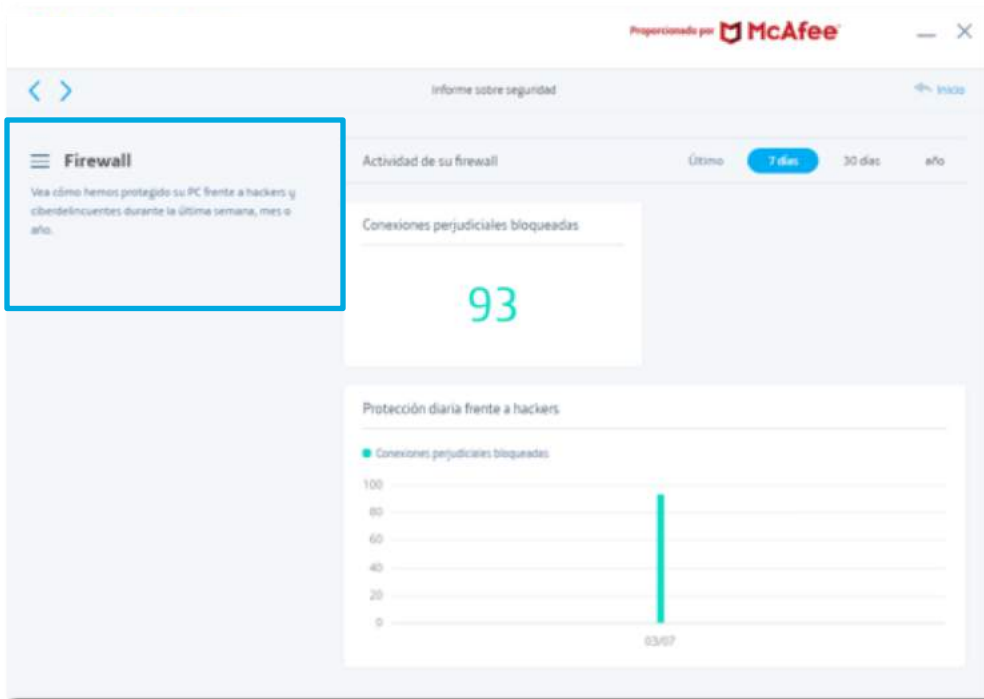 Proporcionado por McAfee
Informe sobre seguridad
Inicio
Firewall
Vea cómo hemos protegido su PC frente a hackers y
ciberdelincuentes durante la última semana, mes o
año.
Actividad de su firewall
Último 7 días 30 días año
Conexiones perjudiciales bloqueadas
93
Protección diaria frente a hackers
Conexiones perjudiciales bloqueadas
100
80
60
40
20
0
03/07